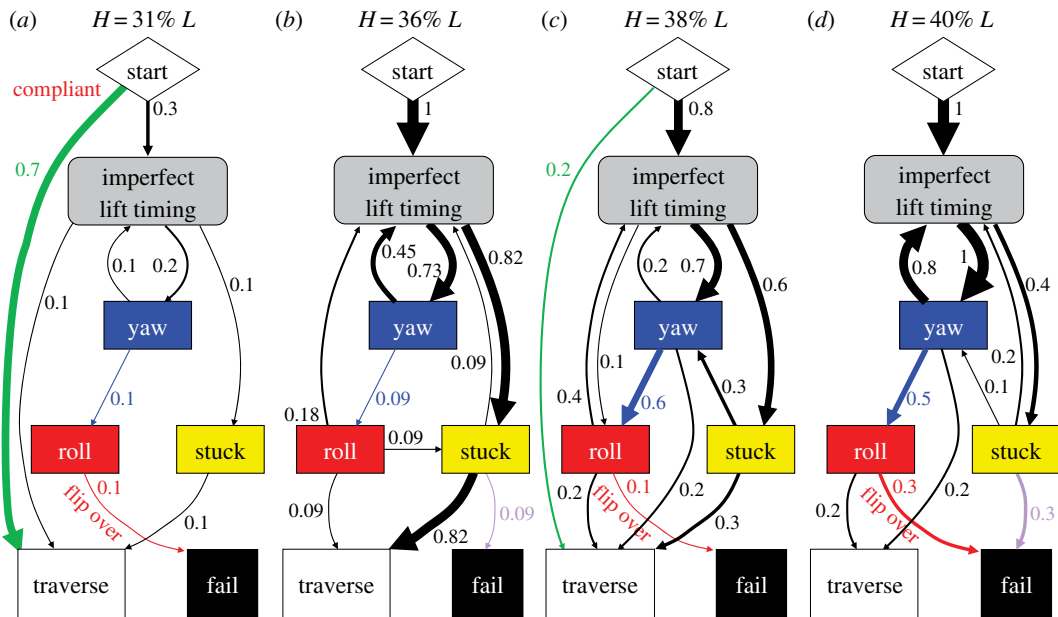 (a) H = 31% L
start
compliant
0.3
0.7
imperfect
lift timing
0.1
0.2
0.1
0.1
yaw
0.1
roll
stuck
0.1
flip over
0.1
traverse
fail
(b) H = 36% L
start
1
imperfect
lift timing
0.45
0.73
0.82
yaw
0.09
0.09
0.18
roll
0.09
stuck
0.09
0.82
0.09
traverse
fail
(c) H = 38% L
start
0.8
0.2
imperfect
lift timing
0.2
0.7
0.6
yaw
0.1
0.4
0.6
0.3
roll
stuck
0.2
0.1
flip over
0.2
0.3
traverse
fail
(d) H = 40% L
start
1
imperfect
lift timing
0.8
1
0.4
yaw
0.2
0.1
0.5
roll
stuck
0.2
0.3
flip over
0.2
0.3
traverse
fail